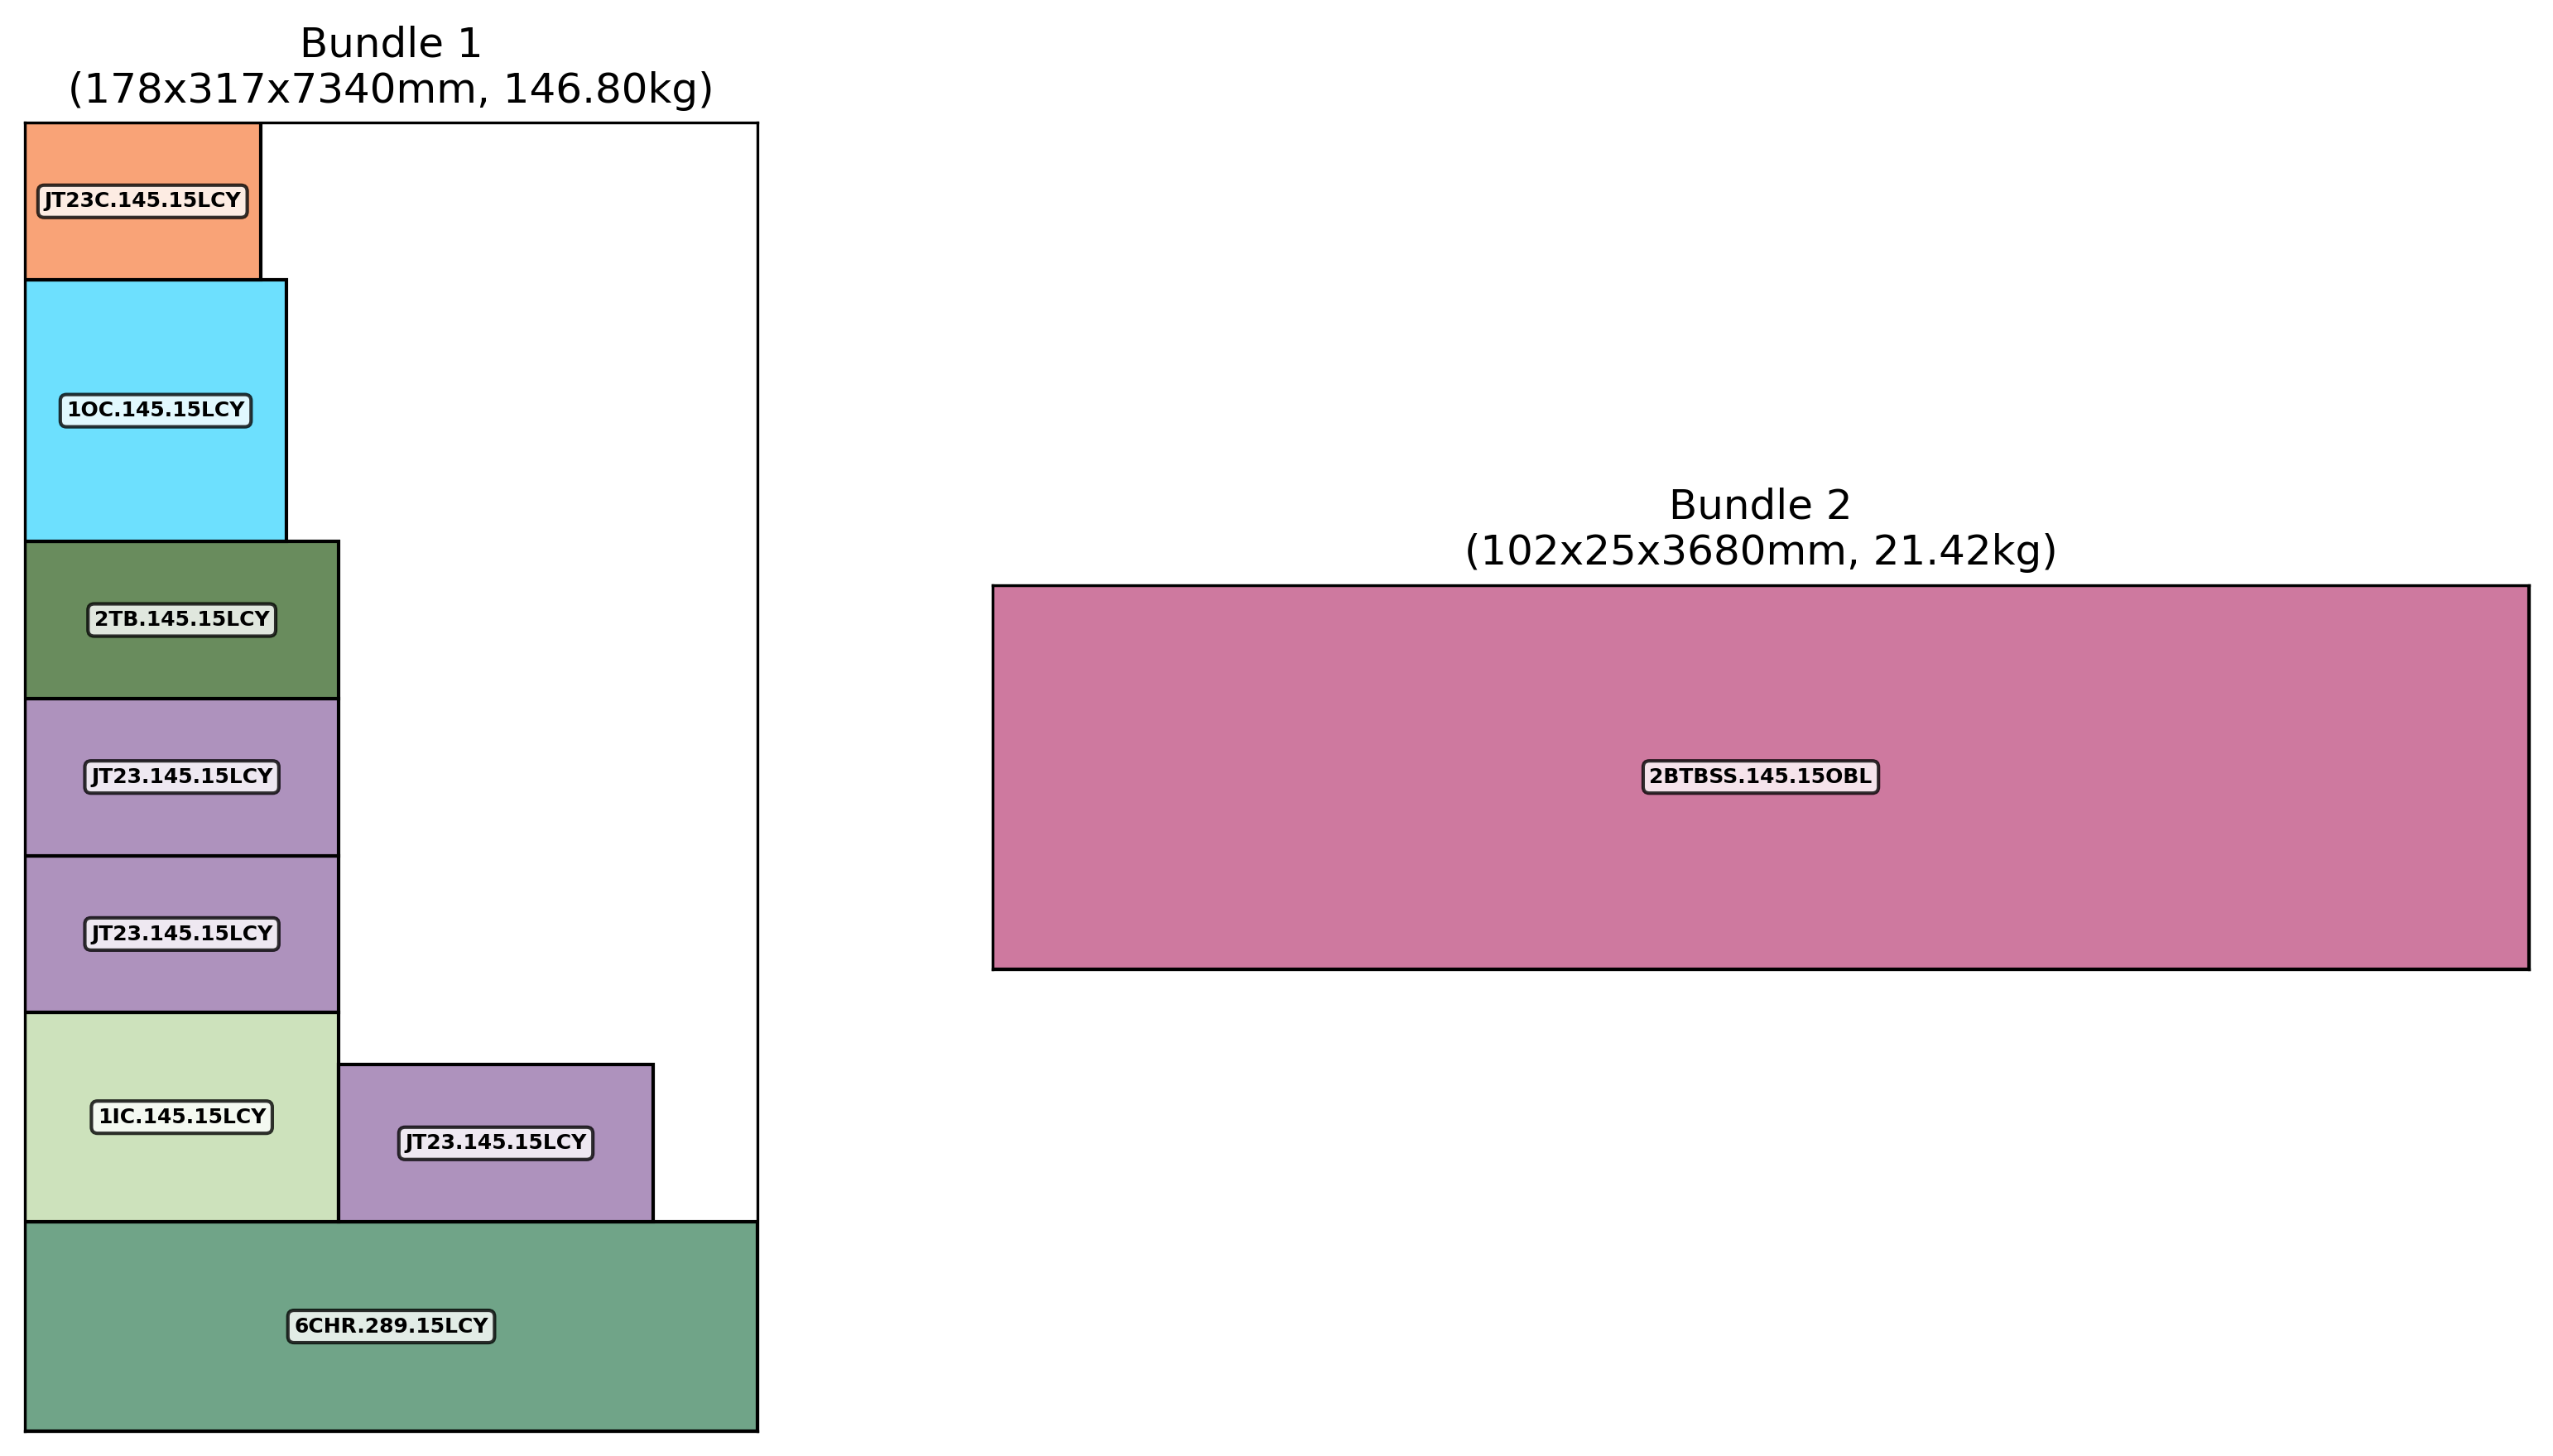 Bundle 1
(178x317x7340mm, 146.80kg)
JT23C.145.15LCY
1OC.145.15LCY
2TB.145.15LCY
JT23.145.15LCY
JT23.145.15LCY
1IC.145.15LCY
JT23.145.15LCY
6CHR.289.15LCY
Bundle 2
(102x25x3680mm, 21.42kg)
2BTBSS.145.15OBL